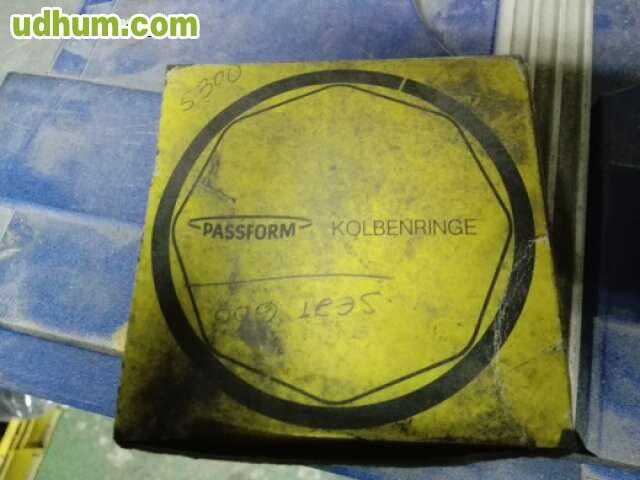 udhum.com
5300
PASSFORM KOLBENRINGE
SEAT 600